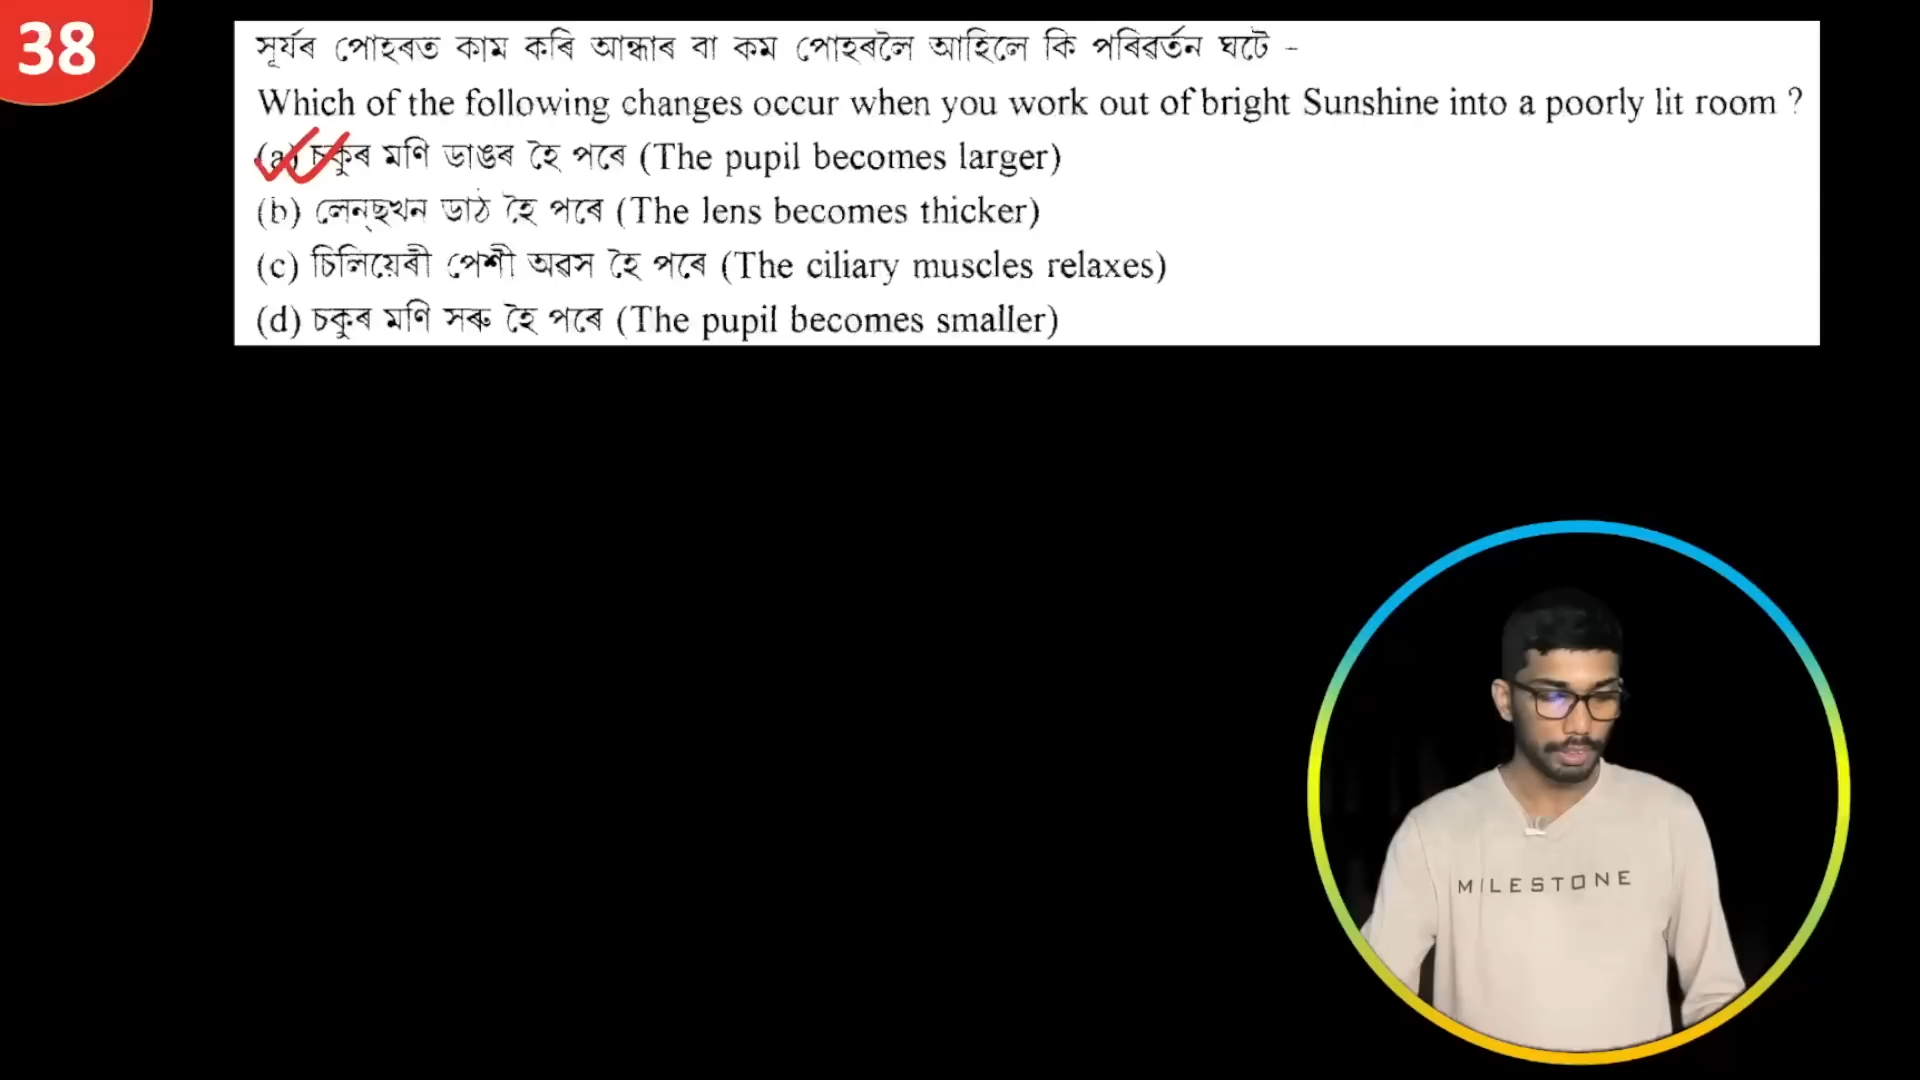 38
সূৰ্যৰ পোহৰত কাম কৰি আন্ধাৰ বা কম পোহৰলৈ আহিলে কি পৰিৱৰ্তন ঘটে -
Which of the following changes occur when you work out of bright Sunshine into a poorly lit room ?
(a) চকুৰ মণি ডাঙৰ হৈ পৰে (The pupil becomes larger)
(b) লেন্ছখন ডাঠ হৈ পৰে (The lens becomes thicker)
(c) চিলিয়েৰী পেশী অৱস হৈ পৰে (The ciliary muscles relaxes)
(d) চকুৰ মণি সৰু হৈ পৰে (The pupil becomes smaller)
MILESTONE